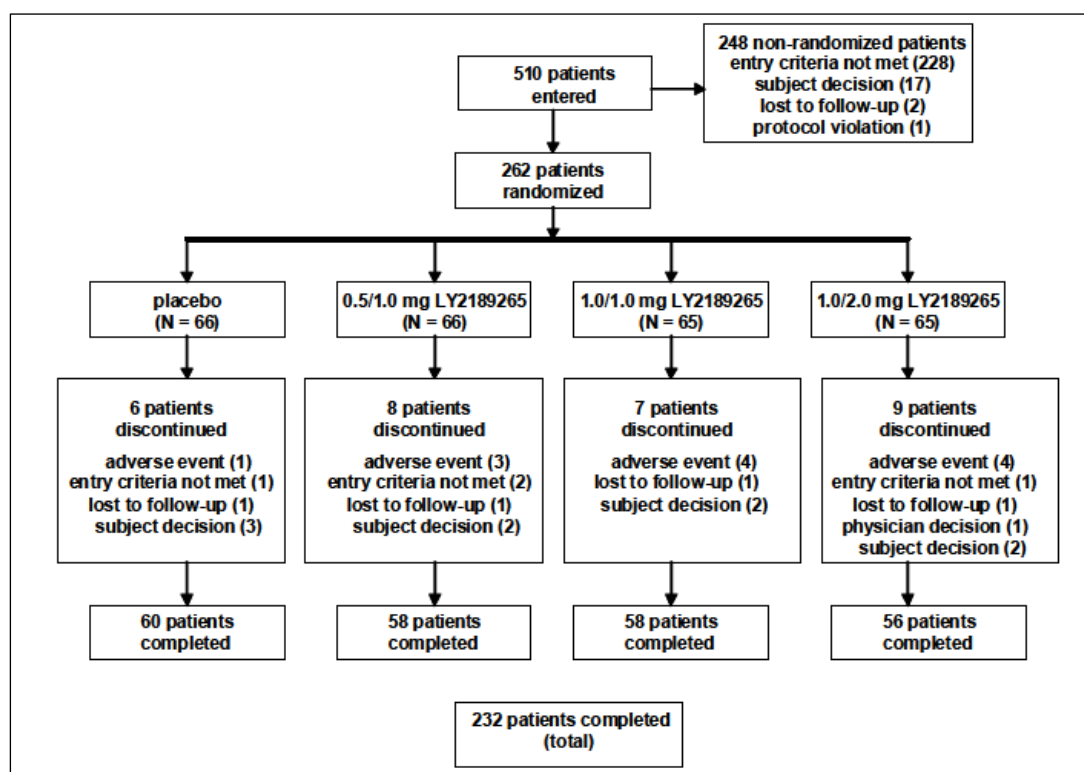 510 patients
entered
248 non-randomized patients
entry criteria not met (228)
subject decision (17)
lost to follow-up (2)
protocol violation (1)
262 patients
randomized
placebo
(N = 66)
0.5/1.0 mg LY2189265
(N = 66)
1.0/1.0 mg LY2189265
(N = 65)
1.0/2.0 mg LY2189265
(N = 65)
6 patients
discontinued
adverse event (1)
entry criteria not met (1)
lost to follow-up (1)
subject decision (3)
8 patients
discontinued
adverse event (3)
entry criteria not met (2)
lost to follow-up (1)
subject decision (2)
7 patients
discontinued
adverse event (4)
lost to follow-up (1)
subject decision (2)
9 patients
discontinued
adverse event (4)
entry criteria not met (1)
lost to follow-up (1)
physician decision (1)
subject decision (2)
60 patients
completed
58 patients
completed
58 patients
completed
56 patients
completed
232 patients completed
(total)